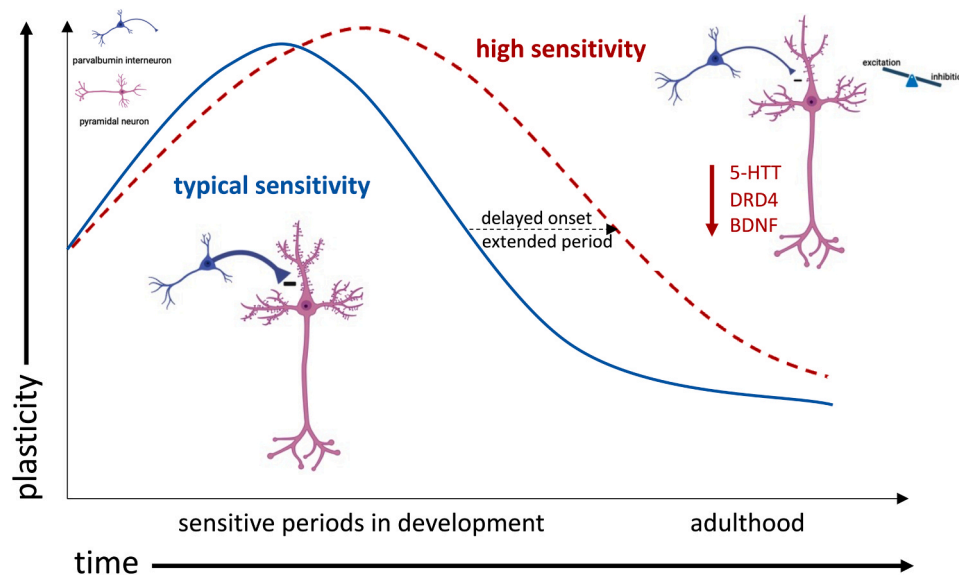 parvalbumin interneuron
pyramidal neuron
high sensitivity
excitation
inhibiti
typical sensitivity
5-HTT
DRD4
BDNF
delayed onset
extended period
plasticity
sensitive periods in development
adulthood
time